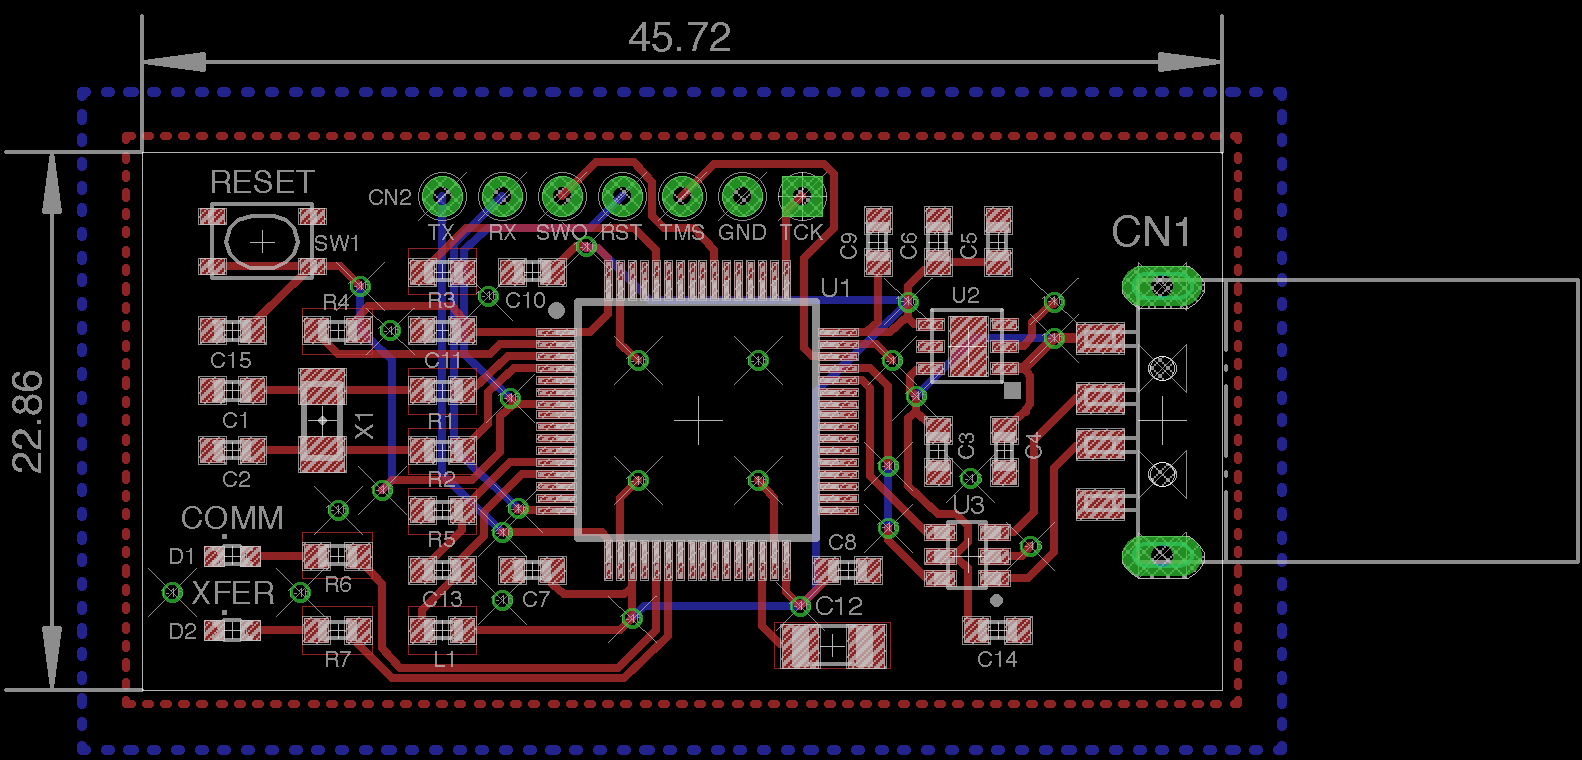 45.72
22.86
RESET
CN2
TX
RX
SWO
RST
TMS
GND
TCK
SW1
C9
C6
C5
CN1
R4
R3
C10
U1
U2
C15
C11
C1
X1
R1
C2
R2
C3
C4
COMM
R5
U3
D1
R6
C8
XFER
C13
C7
C12
D2
R7
L1
C14